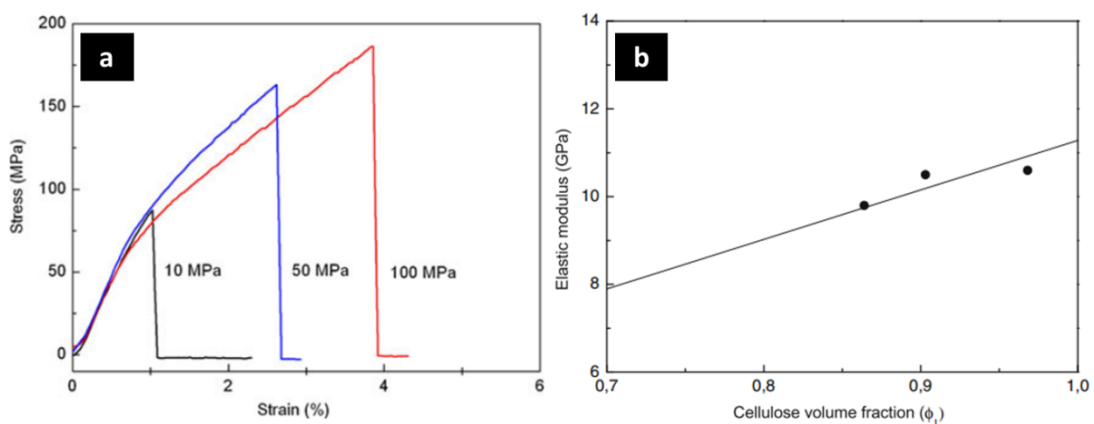 a
Stress (MPa)
200
150
100
50
0
10 MPa
50 MPa
100 MPa
0
2
4
6
Strain (%)
b
Elastic modulus (GPa)
14
12
10
8
6
0,7
0,8
0,9
1,0
Cellulose volume fraction (ϕ₁)